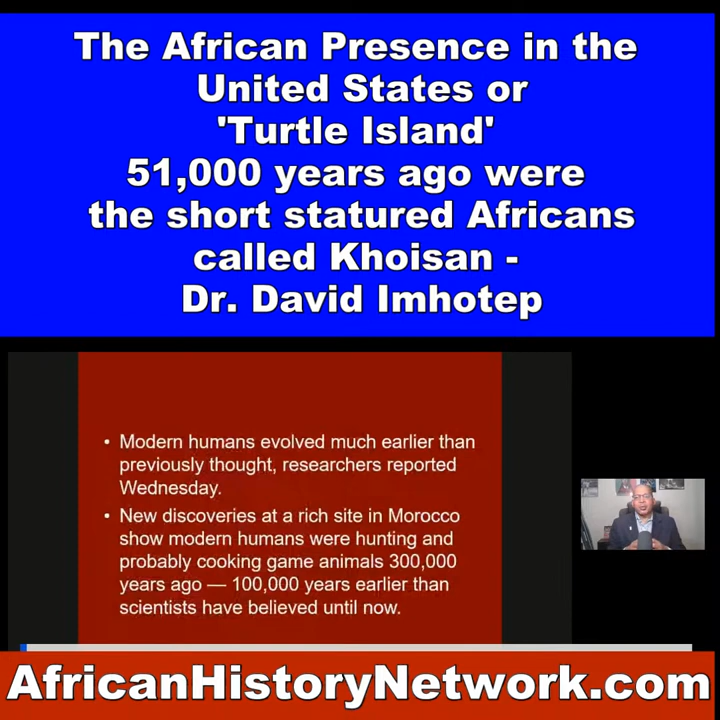 The African Presence in the
United States or
'Turtle Island'
51,000 years ago were
the short statured Africans
called Khoisan -
Dr. David Imhotep
• Modern humans evolved much earlier than
previously thought, researchers reported
Wednesday.
• New discoveries at a rich site in Morocco
show modern humans were hunting and
probably cooking game animals 300,000
years ago — 100,000 years earlier than
scientists have believed until now.
AfricanHistoryNetwork.com